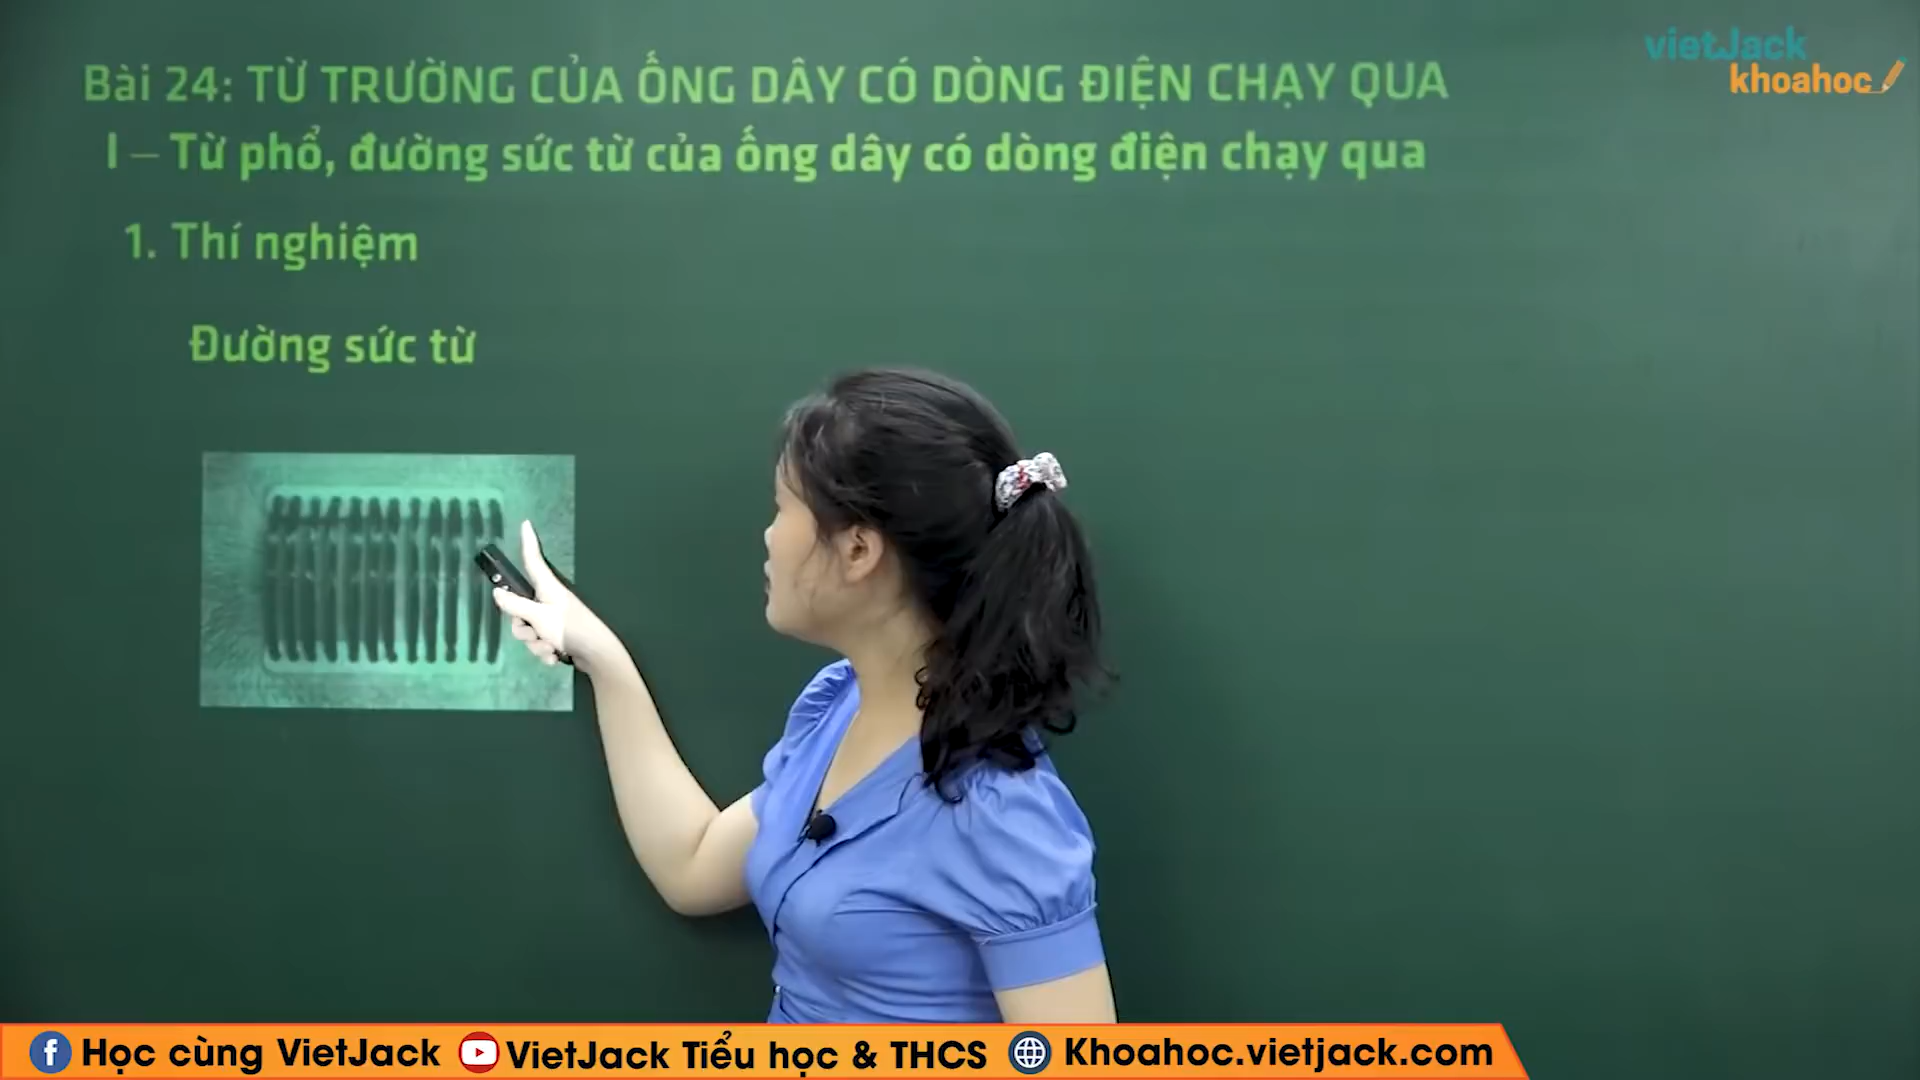 vietJack
khoahoc
Bài 24: TỪ TRƯỜNG CỦA ỐNG DÂY CÓ DÒNG ĐIỆN CHẠY QUA
I – Từ phổ, đường sức từ của ống dây có dòng điện chạy qua
1. Thí nghiệm
Đường sức từ
Học cùng VietJack VietJack Tiểu học & THCS Khoahoc.vietjack.com